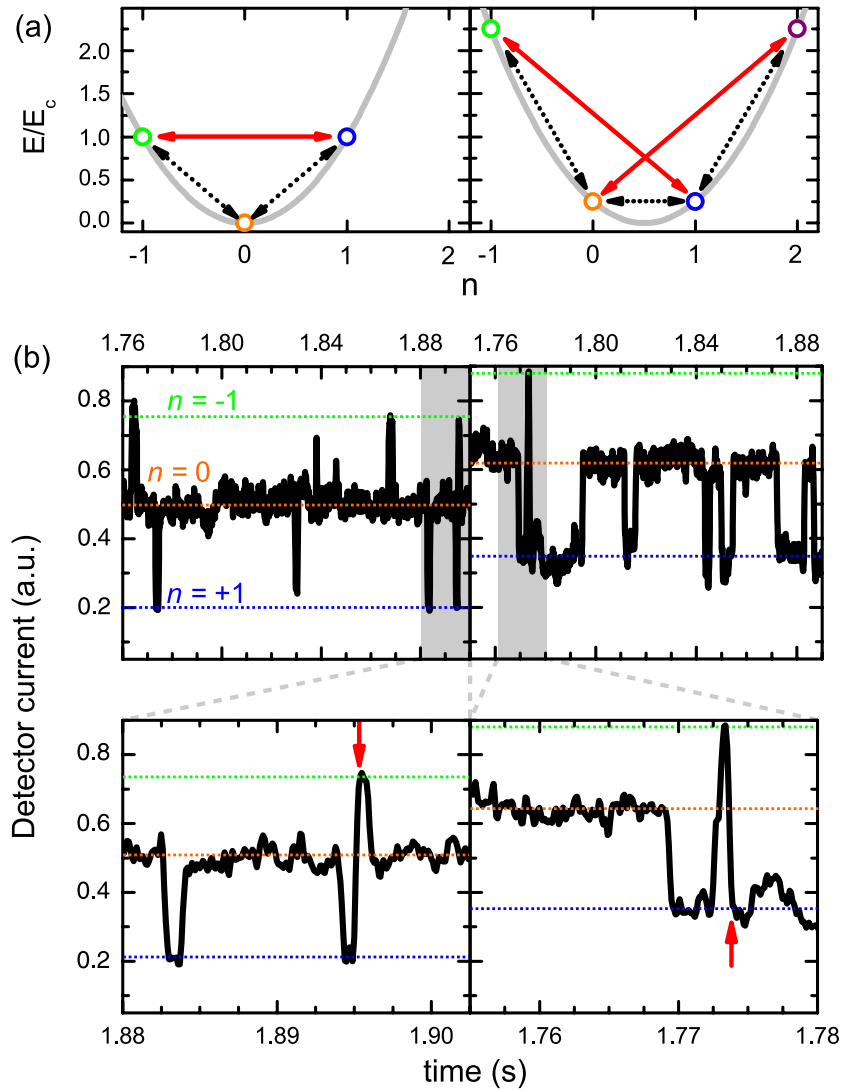 (a)
E/E_c
2.0
1.5
1.0
0.5
0.0
-1 0 1 2
-1 0 1 2
n
(b)
1.76 1.80 1.84 1.88
1.76 1.80 1.84 1.88
Detector current (a.u.)
0.8
0.6
0.4
0.2
n = -1
n = 0
n = +1
0.8
0.6
0.4
0.2
1.88 1.89 1.90
1.76 1.77 1.78
time (s)